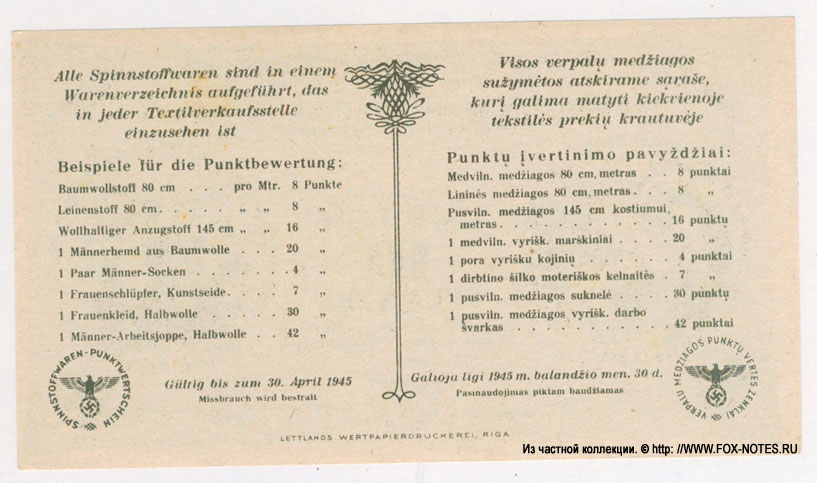 Alle Spinnstoffwaren sind in einem
Warenverzeichnis aufgeführt, das
in jeder Textilverkaufsstelle
einzusehen ist
Beispiele für die Punktbewertung:
Baumwollstoff 80 cm . . . pro Mtr. 8 Punkte
Leinenstoff 80 cm. . . . . „ „ 8 „
Wollhaltiger Anzugstoff 145 cm „ „ 16 „
1 Männerhemd aus Baumwolle . . . . 20 „
1 Paar Männer-Socken . . . . . . 4 „
1 Frauenschlüpfer, Kunstseide. . . . 7 „
1 Frauenkleid, Halbwolle . . . . . 30 „
1 Männer-Arbeitsjoppe, Halbwolle . . 42 „
SPINNSTOFFWAREN-PUNKTWERTSCHEIN
Gültig bis zum 30. April 1945
Missbrauch wird bestraft
Visos verpalų medžiagos
sužymėtos atskirame sąraše,
kurį galima matyti kiekvienoje
tekstilės prekių krautuvėje
Punktų įvertinimo pavyždžiai:
Medviln. medžiagos 80 cm, metras . . 8 punktai
Lininės medžiagos 80 cm, metras . . . 8 „
Pusviln. medžiagos 145 cm kostiumui,
metras . . . . . . . . . . 16 punktų
1 medviln. vyrišk. marškiniai . . . . 20 „
1 pora vyrišku kojinių . . . . . 4 punktai
1 dirbtino šilko moteriškos kelnaitės . 7 „
1 pusviln. medžiagos suknelė . . . . 30 punktų
1 pusviln. medžiagos vyrišk. darbo
švarkas . . . . . . . . . . 42 punktai
Galioja ligi 1945 m. balandžio men. 30 d.
Pasinaudojimas piktam baudžiamas
VERPALŲ MEDŽIAGOS PUNKTŲ VERTĖS ŽENKLAI
LETTLANDS WERTPAPIERDRUCKEREI, RIGA
Из частной коллекции. © http: //WWW.FOX-NOTES.RU